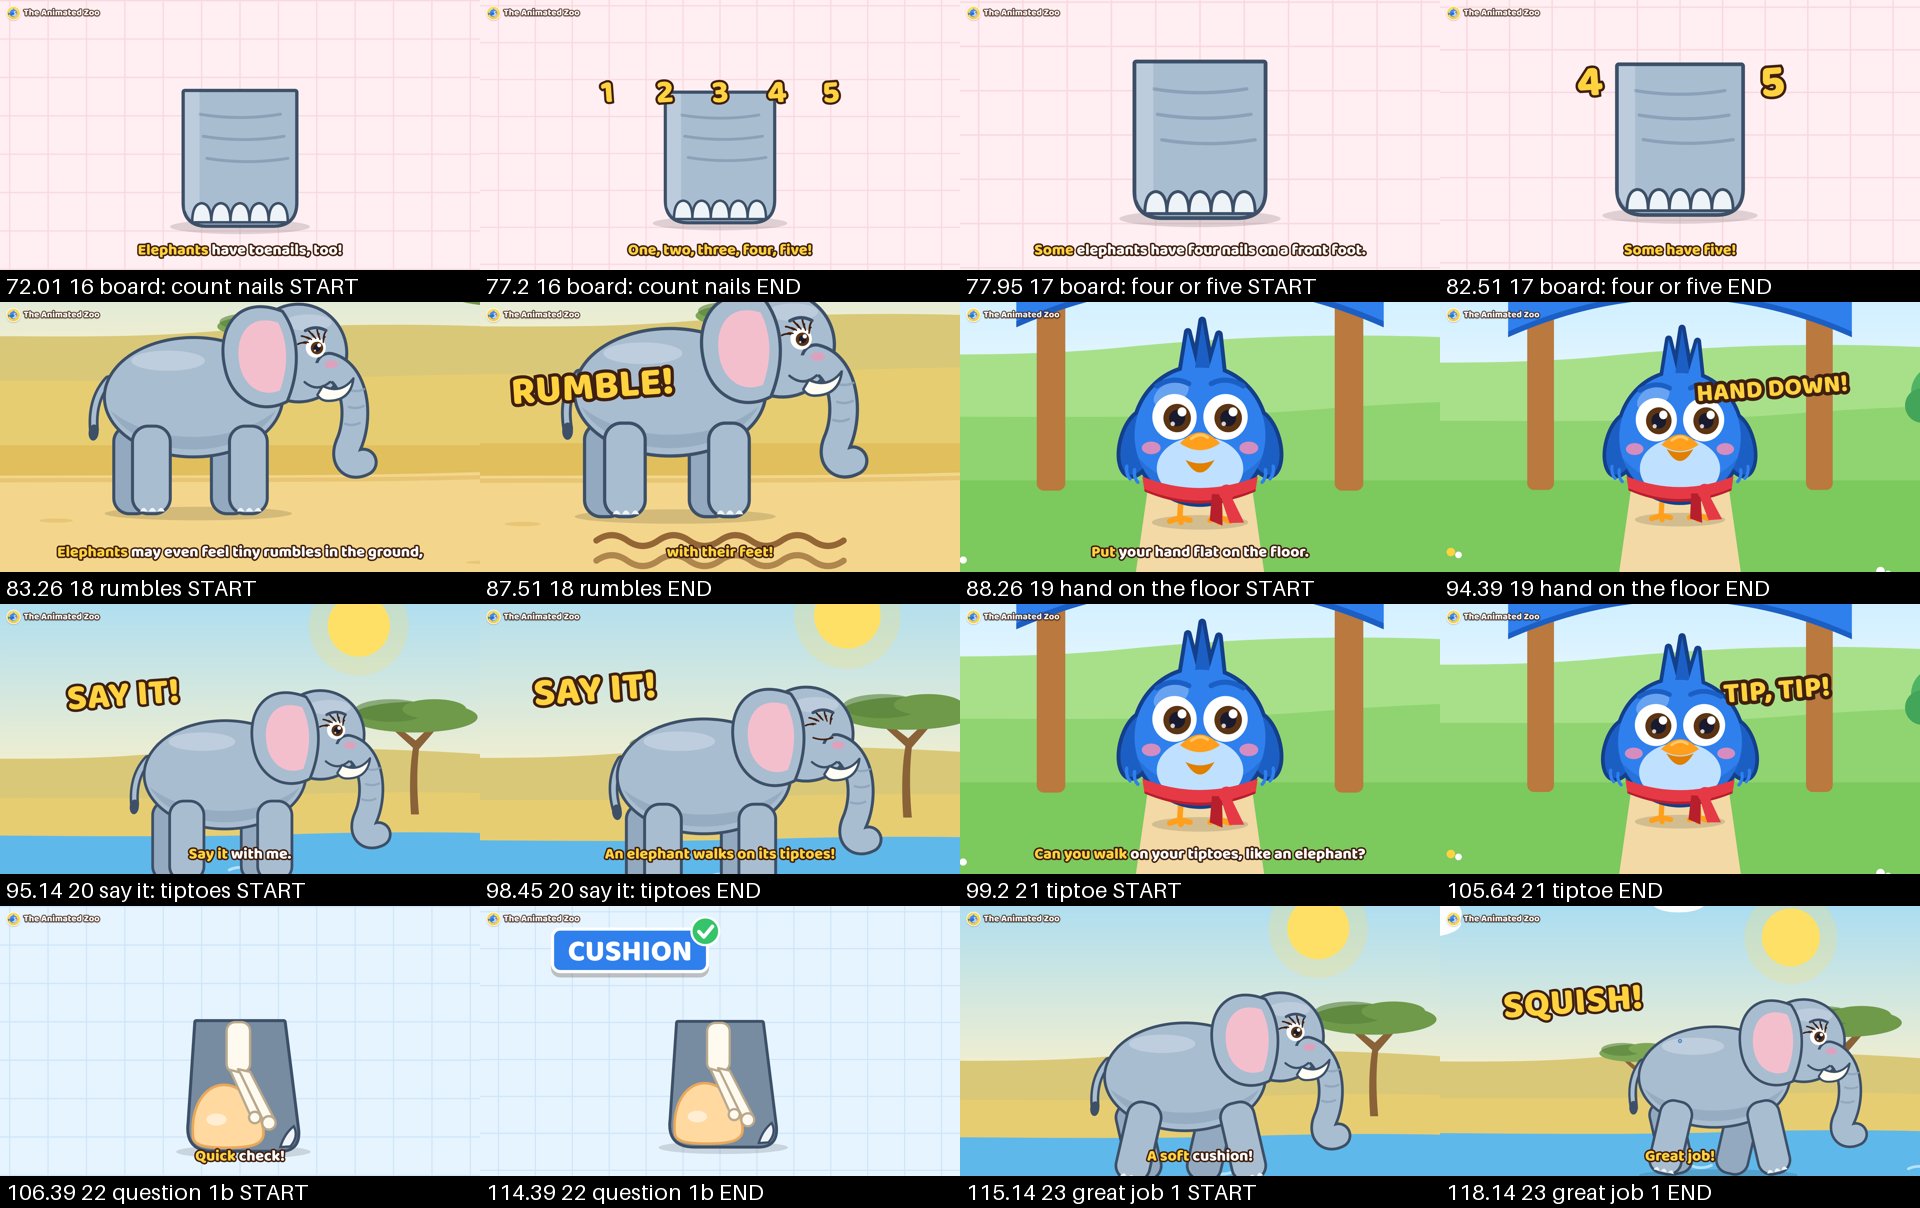 The Animated Zoo
The Animated Zoo
The Animated Zoo
The Animated Zoo
1 2 3 4 5
4 5
Elephants have toenails, too!
One, two, three, four, five!
Some elephants have four nails on a front foot.
Some have five!
72.01 16 board: count nails START
77.2 16 board: count nails END
77.95 17 board: four or five START
82.51 17 board: four or five END
The Animated Zoo
The Animated Zoo
The Animated Zoo
The Animated Zoo
RUMBLE!
HAND DOWN!
Elephants may even feel tiny rumbles in the ground,
with their feet!
Put your hand flat on the floor.
83.26 18 rumbles START
87.51 18 rumbles END
88.26 19 hand on the floor START
94.39 19 hand on the floor END
The Animated Zoo
The Animated Zoo
The Animated Zoo
The Animated Zoo
SAY IT!
SAY IT!
TIP, TIP!
Say it with me.
An elephant walks on its tiptoes!
Can you walk on your tiptoes, like an elephant?
95.14 20 say it: tiptoes START
98.45 20 say it: tiptoes END
99.2 21 tiptoe START
105.64 21 tiptoe END
The Animated Zoo
The Animated Zoo
The Animated Zoo
The Animated Zoo
CUSHION
SQUISH!
Quick check!
A soft cushion!
Great job!
106.39 22 question 1b START
114.39 22 question 1b END
115.14 23 great job 1 START
118.14 23 great job 1 END